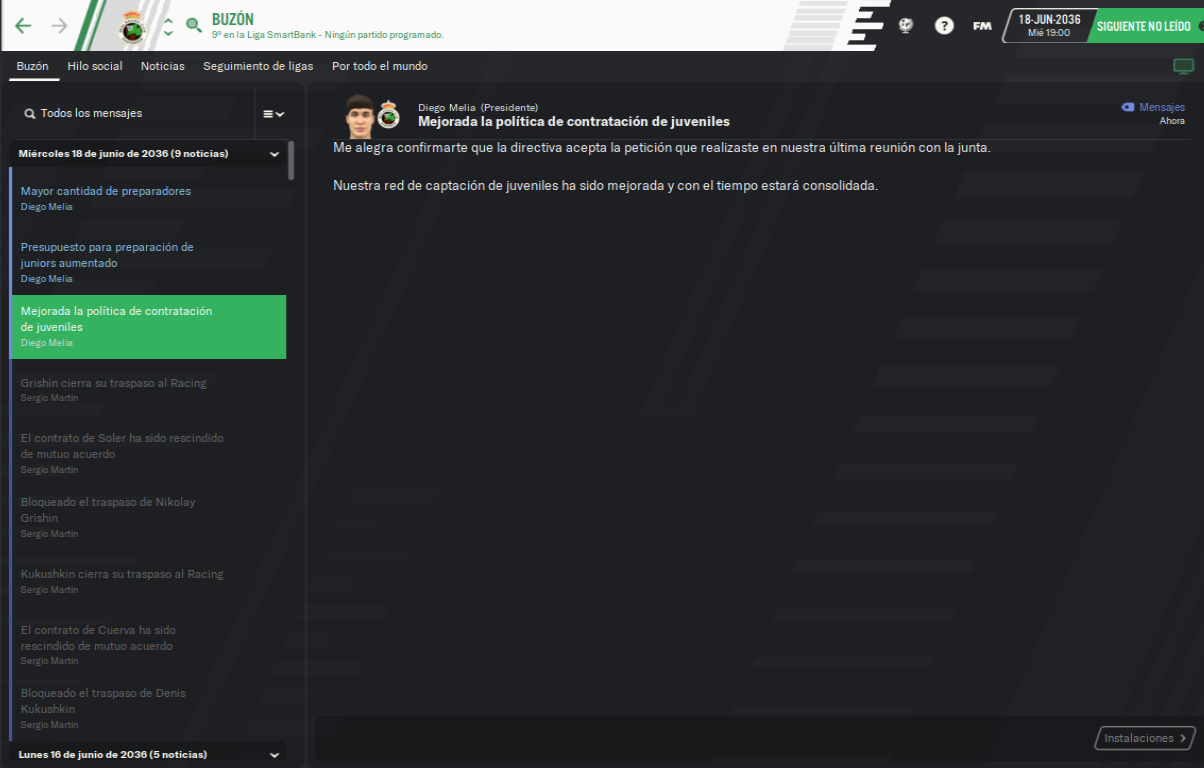 BUZÓN
9º en la Liga SmartBank - Ningún partido programado.
?
FM
18-JUN-2036
Mié 19:00
SIGUIENTE NO LEÍDO
Buzón
Hilo social
Noticias
Seguimiento de ligas
Por todo el mundo
Todos los mensajes
Miércoles 18 de junio de 2036 (9 noticias)
Mayor cantidad de preparadores
Diego Melia
Presupuesto para preparación de
juniors aumentado
Diego Melia
Mejorada la política de contratación
de juveniles
Diego Melia
Grishin cierra su traspaso al Racing
Sergio Martín
El contrato de Soler ha sido rescindido
de mutuo acuerdo
Sergio Martín
Bloqueado el traspaso de Nikolay
Grishin
Sergio Martín
Kukushkin cierra su traspaso al Racing
Sergio Martín
El contrato de Cuerva ha sido
rescindido de mutuo acuerdo
Sergio Martín
Bloqueado el traspaso de Denis
Kukushkin
Sergio Martín
Lunes 16 de junio de 2036 (5 noticias)
Diego Melia (Presidente)
Mejorada la política de contratación de juveniles
Mensajes
Ahora
Me alegra confirmarte que la directiva acepta la petición que realizaste en nuestra última reunión con la junta.
Nuestra red de captación de juveniles ha sido mejorada y con el tiempo estará consolidada.
Instalaciones